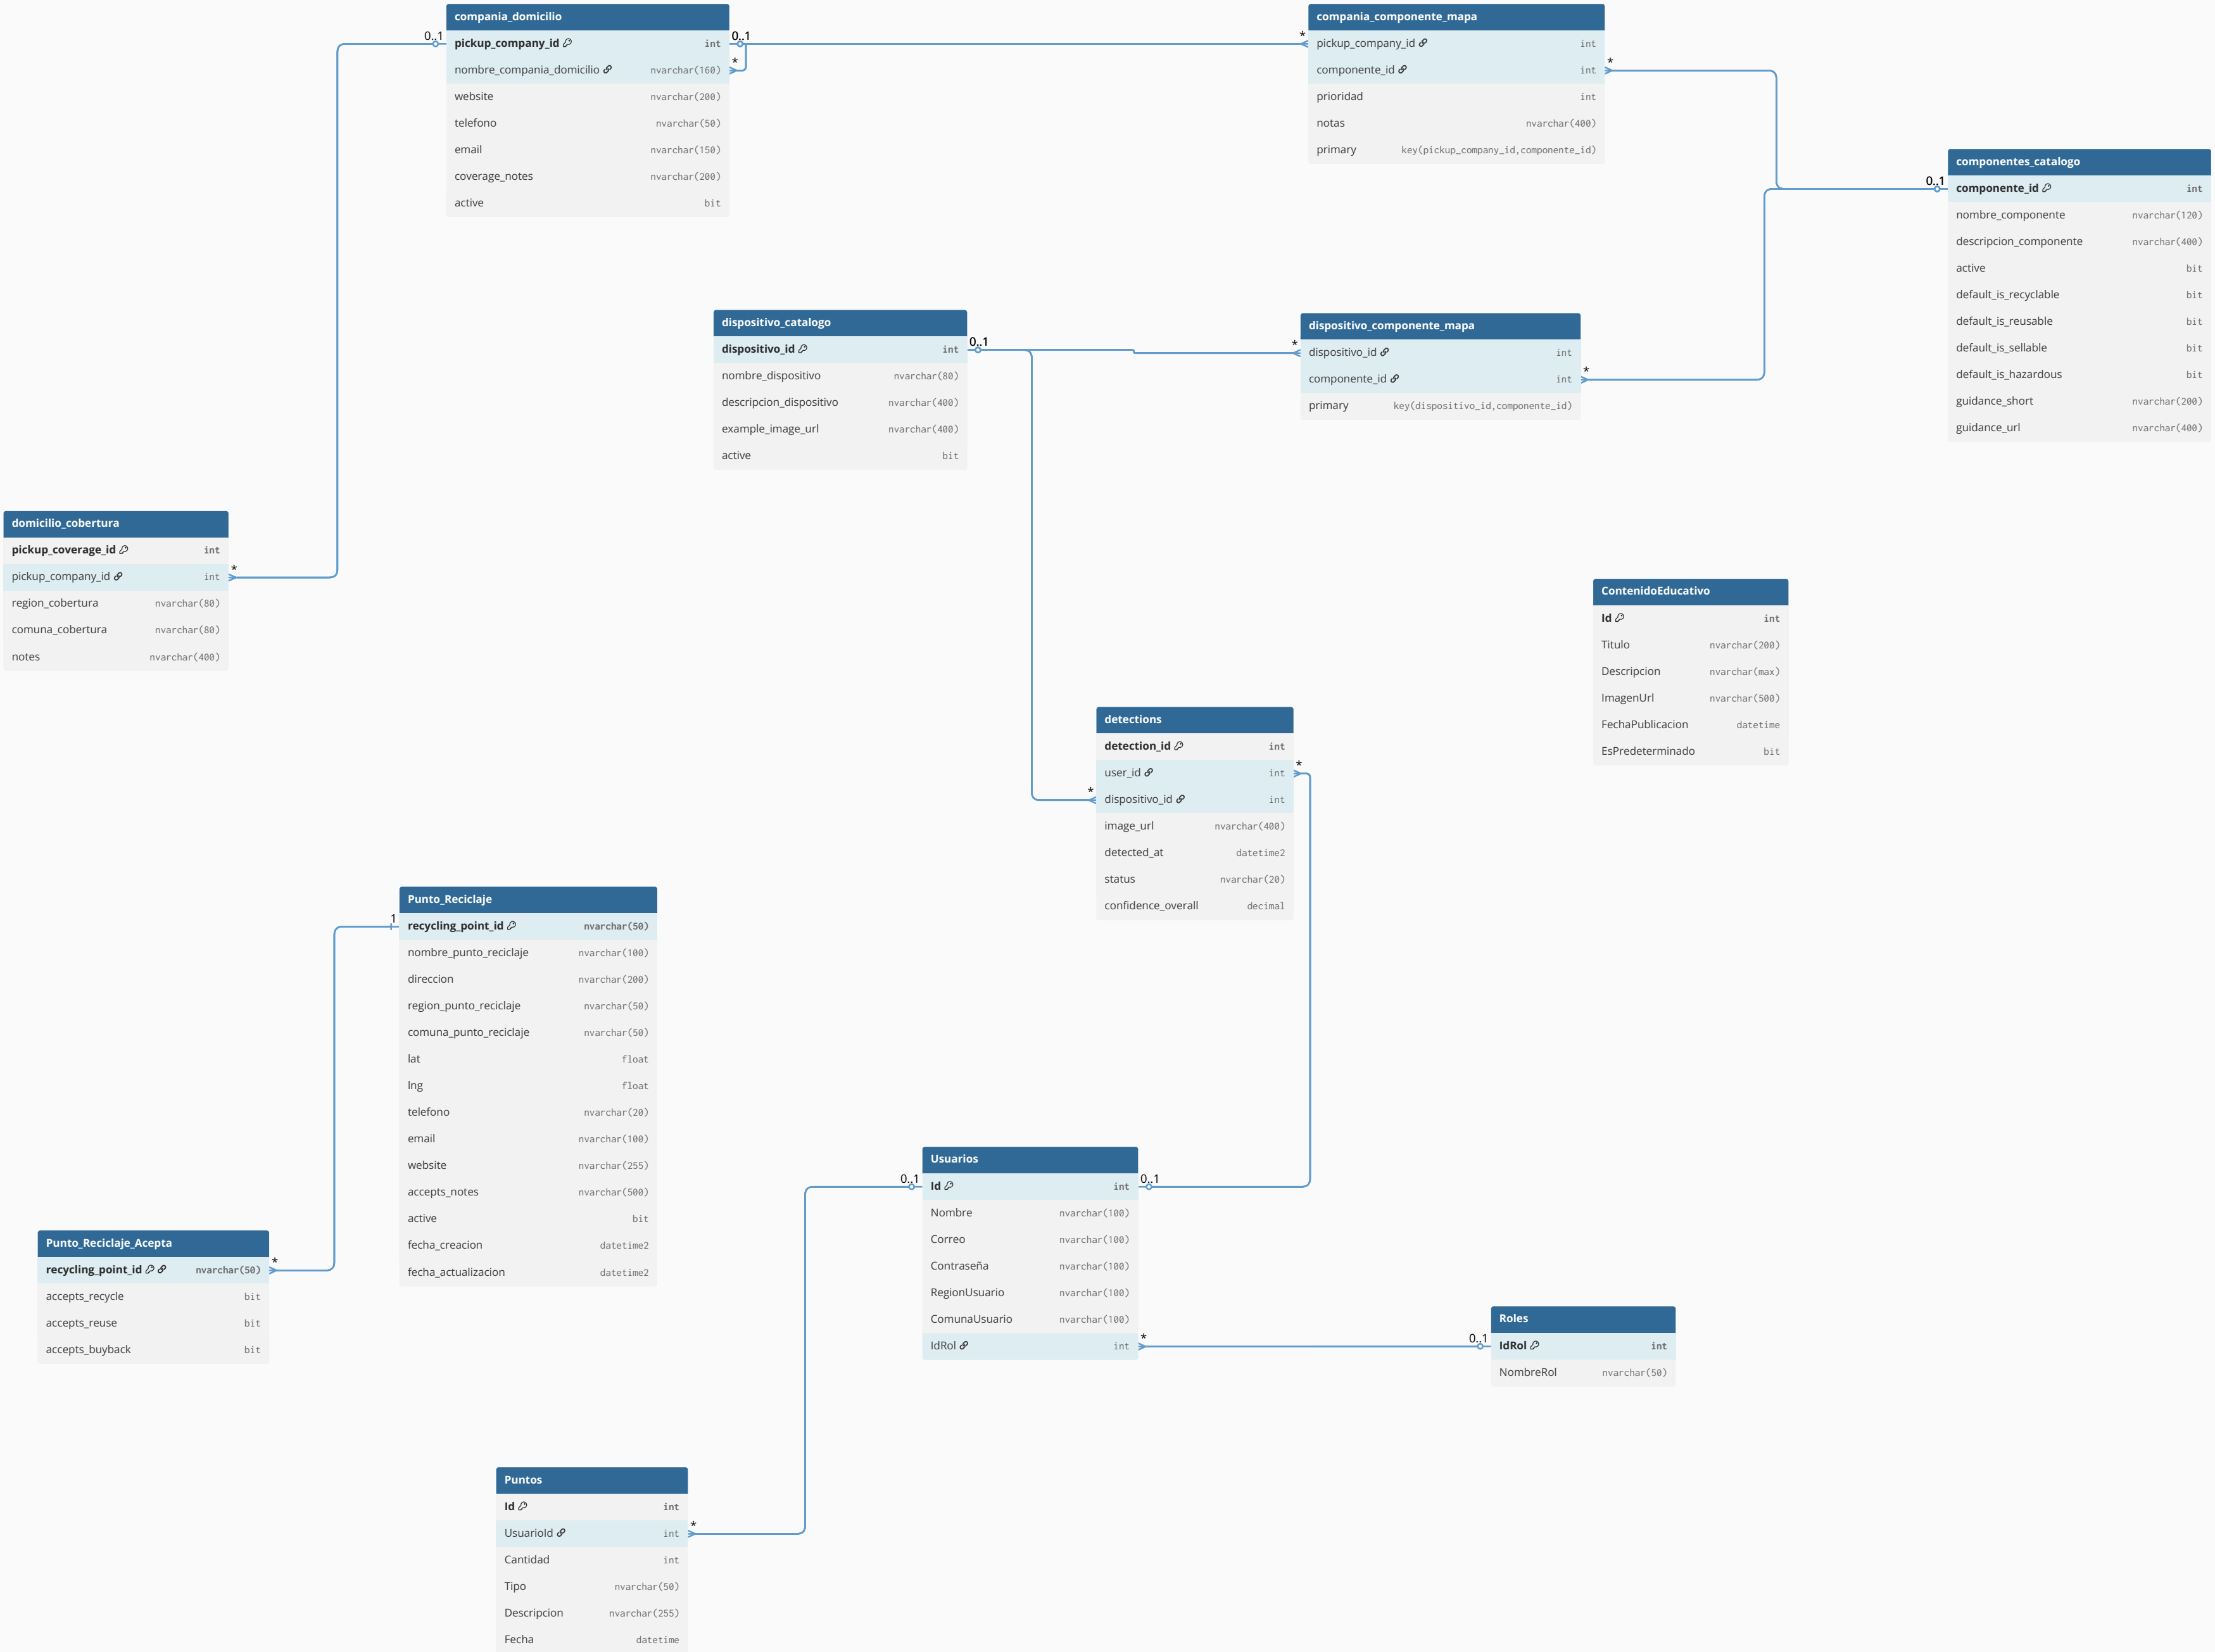 compania_domicilio
0..1
pickup_company_id int 0..1
nombre_compania_domicilio nvarchar(160) *
website nvarchar(200)
telefono nvarchar(50)
email nvarchar(150)
coverage_notes nvarchar(200)
active bit
compania_componente_mapa
* pickup_company_id int
componente_id int *
prioridad int
notas nvarchar(400)
primary key(pickup_company_id,componente_id)
componentes_catalogo
0..1
componente_id int
nombre_componente nvarchar(120)
descripcion_componente nvarchar(400)
active bit
default_is_recyclable bit
default_is_reusable bit
default_is_sellable bit
default_is_hazardous bit
guidance_short nvarchar(200)
guidance_url nvarchar(400)
dispositivo_catalogo
dispositivo_id int 0..1
nombre_dispositivo nvarchar(80)
descripcion_dispositivo nvarchar(400)
example_image_url nvarchar(400)
active bit
dispositivo_componente_mapa
* dispositivo_id int
componente_id int *
primary key(dispositivo_id,componente_id)
domicilio_cobertura
pickup_coverage_id int
pickup_company_id int *
region_cobertura nvarchar(80)
comuna_cobertura nvarchar(80)
notes nvarchar(400)
ContenidoEducativo
Id int
Titulo nvarchar(200)
Descripcion nvarchar(max)
ImagenUrl nvarchar(500)
FechaPublicacion datetime
EsPredeterminado bit
detections
detection_id int
user_id int *
* dispositivo_id int
image_url nvarchar(400)
detected_at datetime2
status nvarchar(20)
confidence_overall decimal
Punto_Reciclaje
1 recycling_point_id nvarchar(50)
nombre_punto_reciclaje nvarchar(100)
direccion nvarchar(200)
region_punto_reciclaje nvarchar(50)
comuna_punto_reciclaje nvarchar(50)
lat float
lng float
telefono nvarchar(20)
email nvarchar(100)
website nvarchar(255)
accepts_notes nvarchar(500)
active bit
fecha_creacion datetime2
fecha_actualizacion datetime2
Punto_Reciclaje_Acepta
recycling_point_id nvarchar(50) *
accepts_recycle bit
accepts_reuse bit
accepts_buyback bit
Usuarios
0..1 Id int 0..1
Nombre nvarchar(100)
Correo nvarchar(100)
Contraseña nvarchar(100)
RegionUsuario nvarchar(100)
ComunaUsuario nvarchar(100)
IdRol int *
Roles
0..1 IdRol int
NombreRol nvarchar(50)
Puntos
Id int
UsuarioId int *
Cantidad int
Tipo nvarchar(50)
Descripcion nvarchar(255)
Fecha datetime